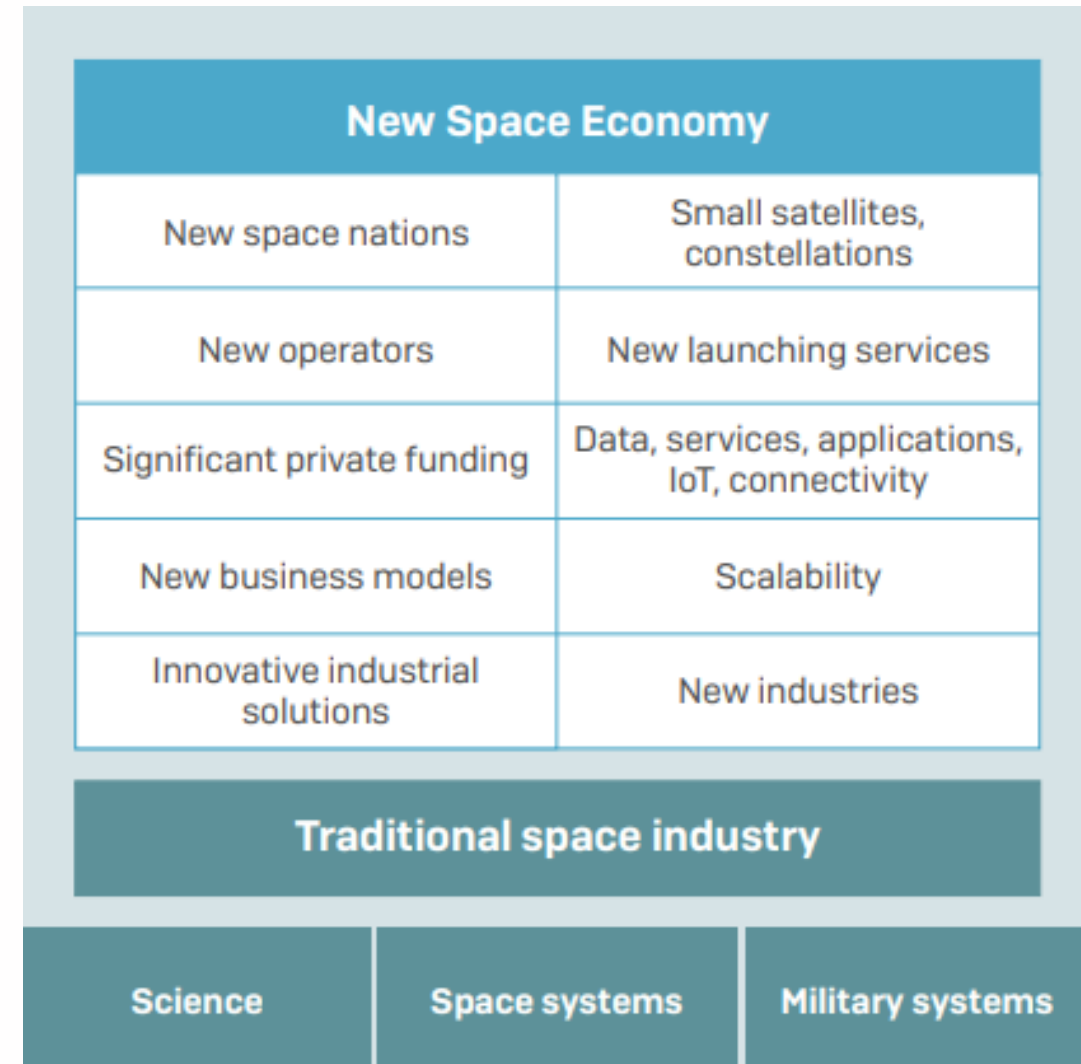 New Space Economy
New space nations
Small satellites,
constellations
New operators
New launching services
Significant private funding
Data, services, applications,
IoT, connectivity
New business models
Scalability
Innovative industrial
solutions
New industries
Traditional space industry
Science
Space systems
Military systems